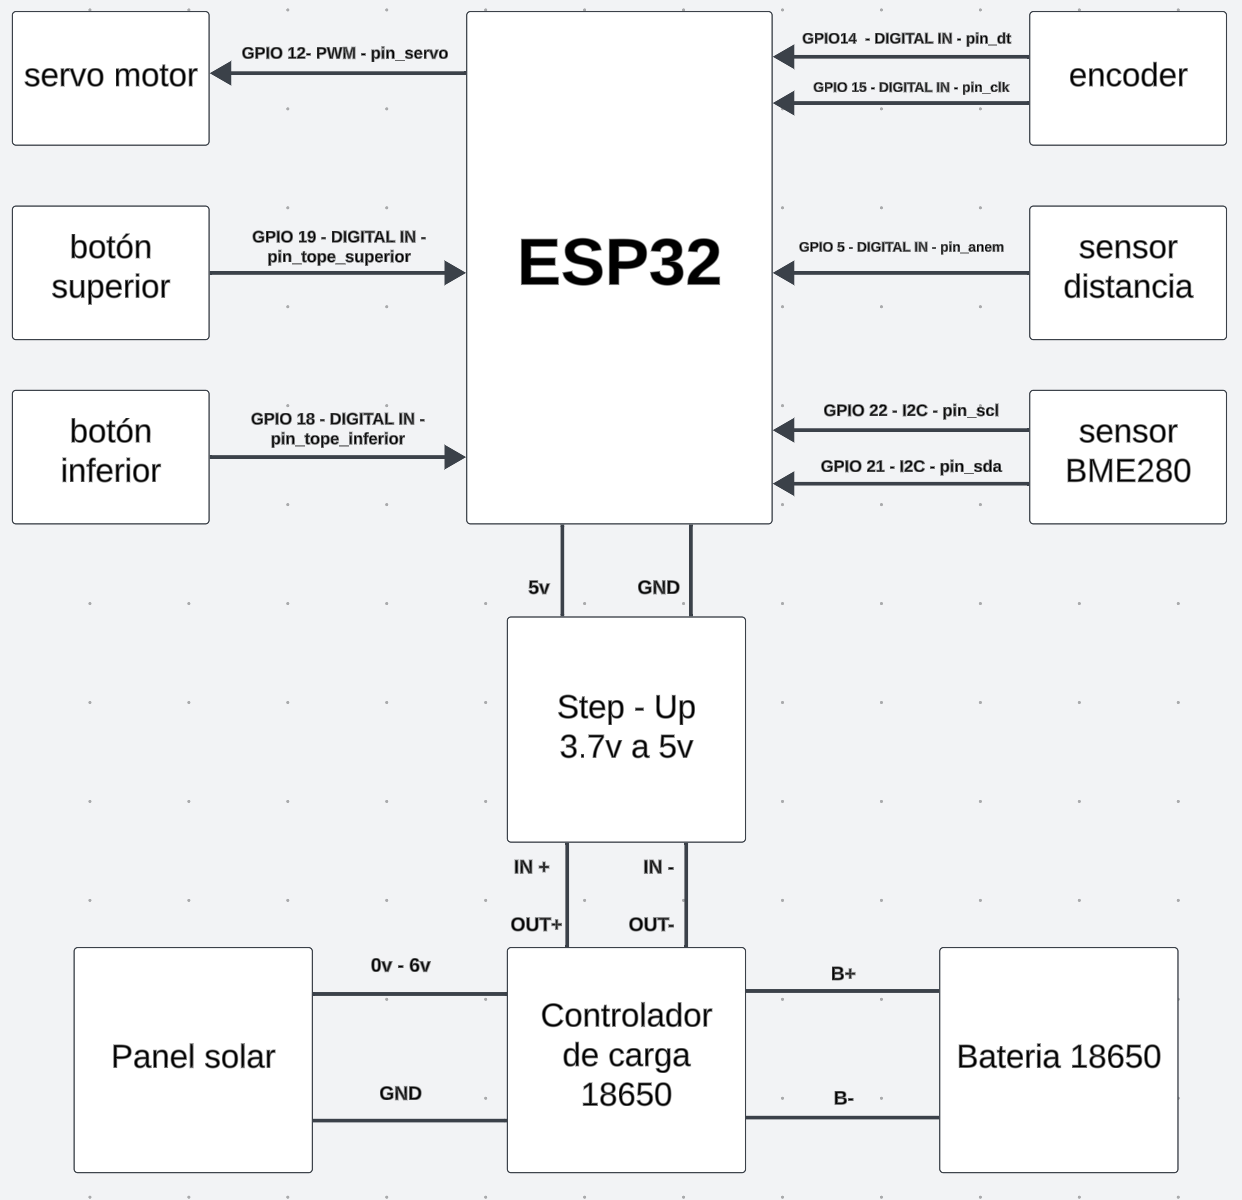 servo motor
GPIO 12- PWM - pin_servo
ESP32
GPIO14  - DIGITAL IN - pin_dt
GPIO 15 - DIGITAL IN - pin_clk
encoder
botón
superior
GPIO 19 - DIGITAL IN -
pin_tope_superior
GPIO 5 - DIGITAL IN - pin_anem
sensor
distancia
botón
inferior
GPIO 18 - DIGITAL IN -
pin_tope_inferior
GPIO 22 - I2C - pin_scl
GPIO 21 - I2C - pin_sda
sensor
BME280
5v
GND
Step - Up
3.7v a 5v
IN +
IN -
OUT+
OUT-
Panel solar
0v - 6v
GND
Controlador
de carga
18650
B+
B-
Bateria 18650